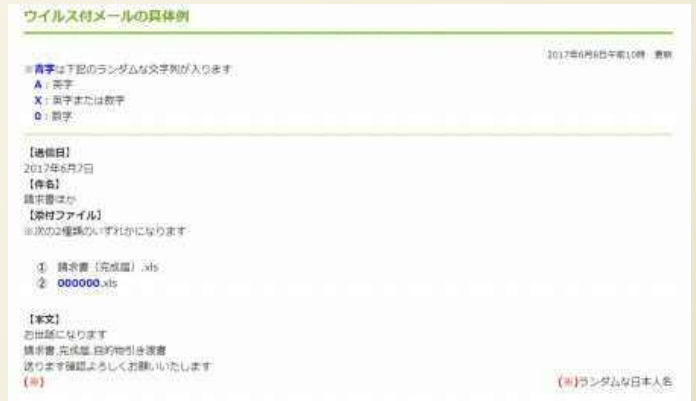 ウイルス付メールの具体例
2017年6月8日午前10時 更新
※青字は下記のランダムな文字列が入ります
A：英字
X：英字または数字
0：数字
【送信日】
2017年6月7日
【件名】
請求書ほか
【添付ファイル】
※次の2種類のいずれかになります
① 請求書（完成届）.xls
② 000000.xls
【本文】
お世話になります
請求書,完成届,目的物引き渡書
送ります確認よろしくお願いいたします
(※) (※)ランダムな日本人名